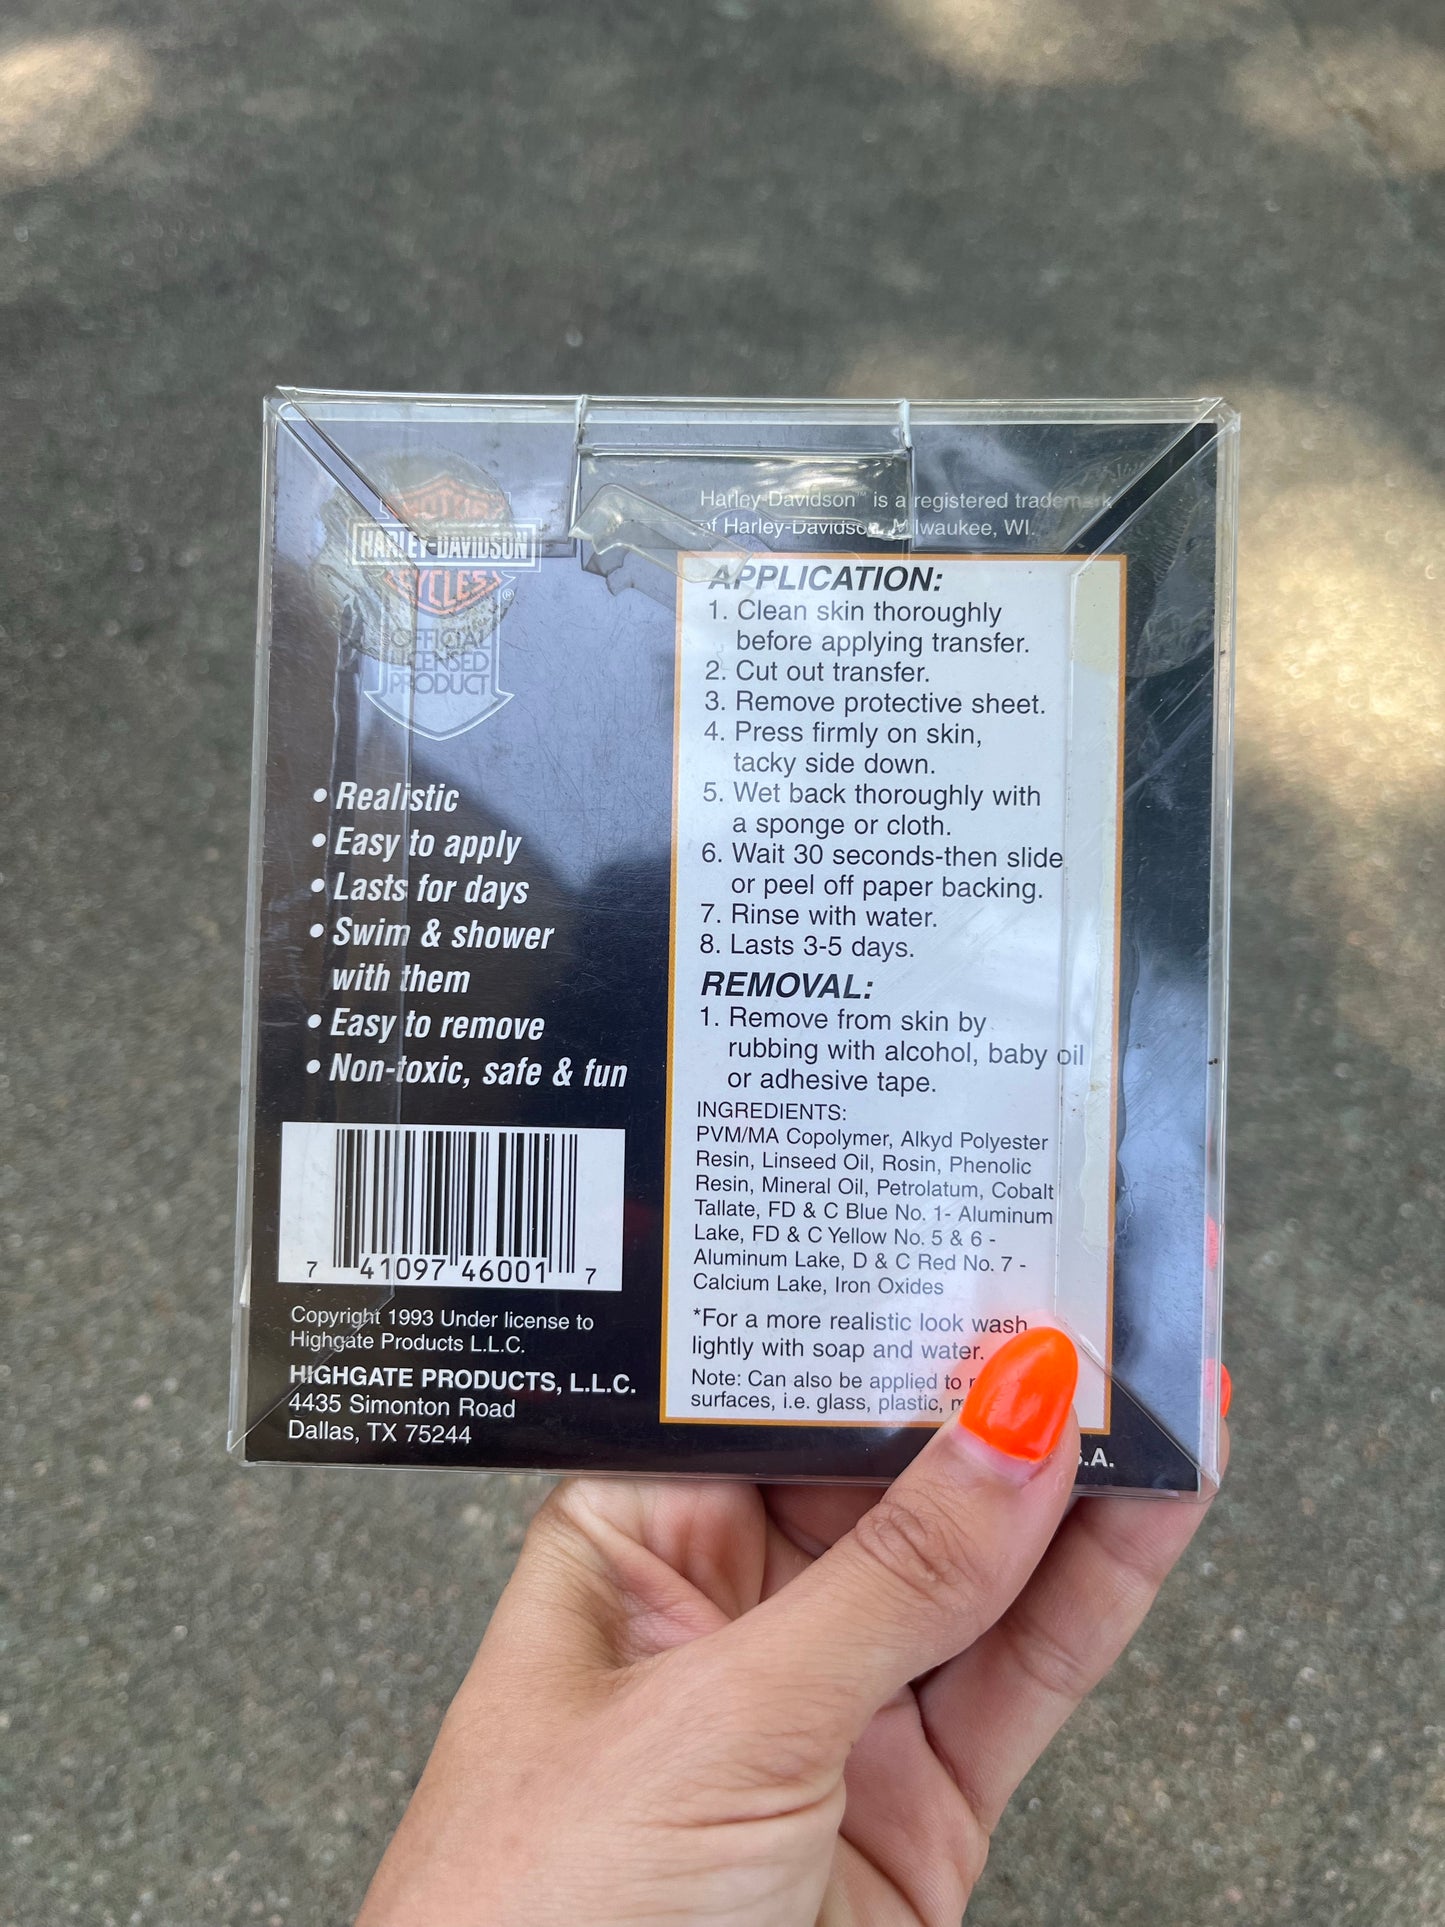 MOTOR
HARLEY-DAVIDSON
CYCLES
®
OFFICIAL
LICENSED
PRODUCT
• Realistic
• Easy to apply
• Lasts for days
• Swim & shower
with them
• Easy to remove
• Non-toxic, safe & fun
7 41097 46001 7
Copyright 1993 Under license to
Highgate Products L.L.C.
HIGHGATE PRODUCTS, L.L.C.
4435 Simonton Road
Dallas, TX 75244
Harley-Davidson™ is a registered trademark
of Harley-Davidson, Milwaukee, WI.
APPLICATION:
1. Clean skin thoroughly
before applying transfer.
2. Cut out transfer.
3. Remove protective sheet.
4. Press firmly on skin,
tacky side down.
5. Wet back thoroughly with
a sponge or cloth.
6. Wait 30 seconds-then slide
or peel off paper backing.
7. Rinse with water.
8. Lasts 3-5 days.
REMOVAL:
1. Remove from skin by
rubbing with alcohol, baby oil
or adhesive tape.
INGREDIENTS:
PVM/MA Copolymer, Alkyd Polyester
Resin, Linseed Oil, Rosin, Phenolic
Resin, Mineral Oil, Petrolatum, Cobalt
Tallate, FD & C Blue No. 1- Aluminum
Lake, FD & C Yellow No. 5 & 6 -
Aluminum Lake, D & C Red No. 7 -
Calcium Lake, Iron Oxides
*For a more realistic look wash
lightly with soap and water.
Note: Can also be applied to
surfaces, i.e. glass, plastic,
.S.A.